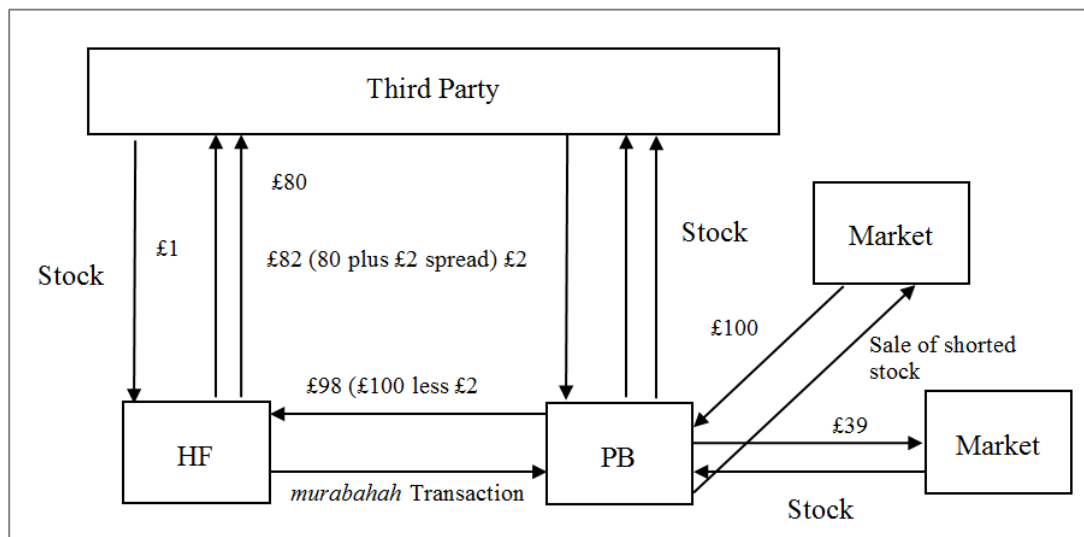 Third Party
£80
Stock
Market
£1
Stock
£82 (80 plus £2 spread) £2
£100
Sale of shorted
stock
£98 (£100 less £2
£39
HF
PB
Market
murabahah Transaction
Stock